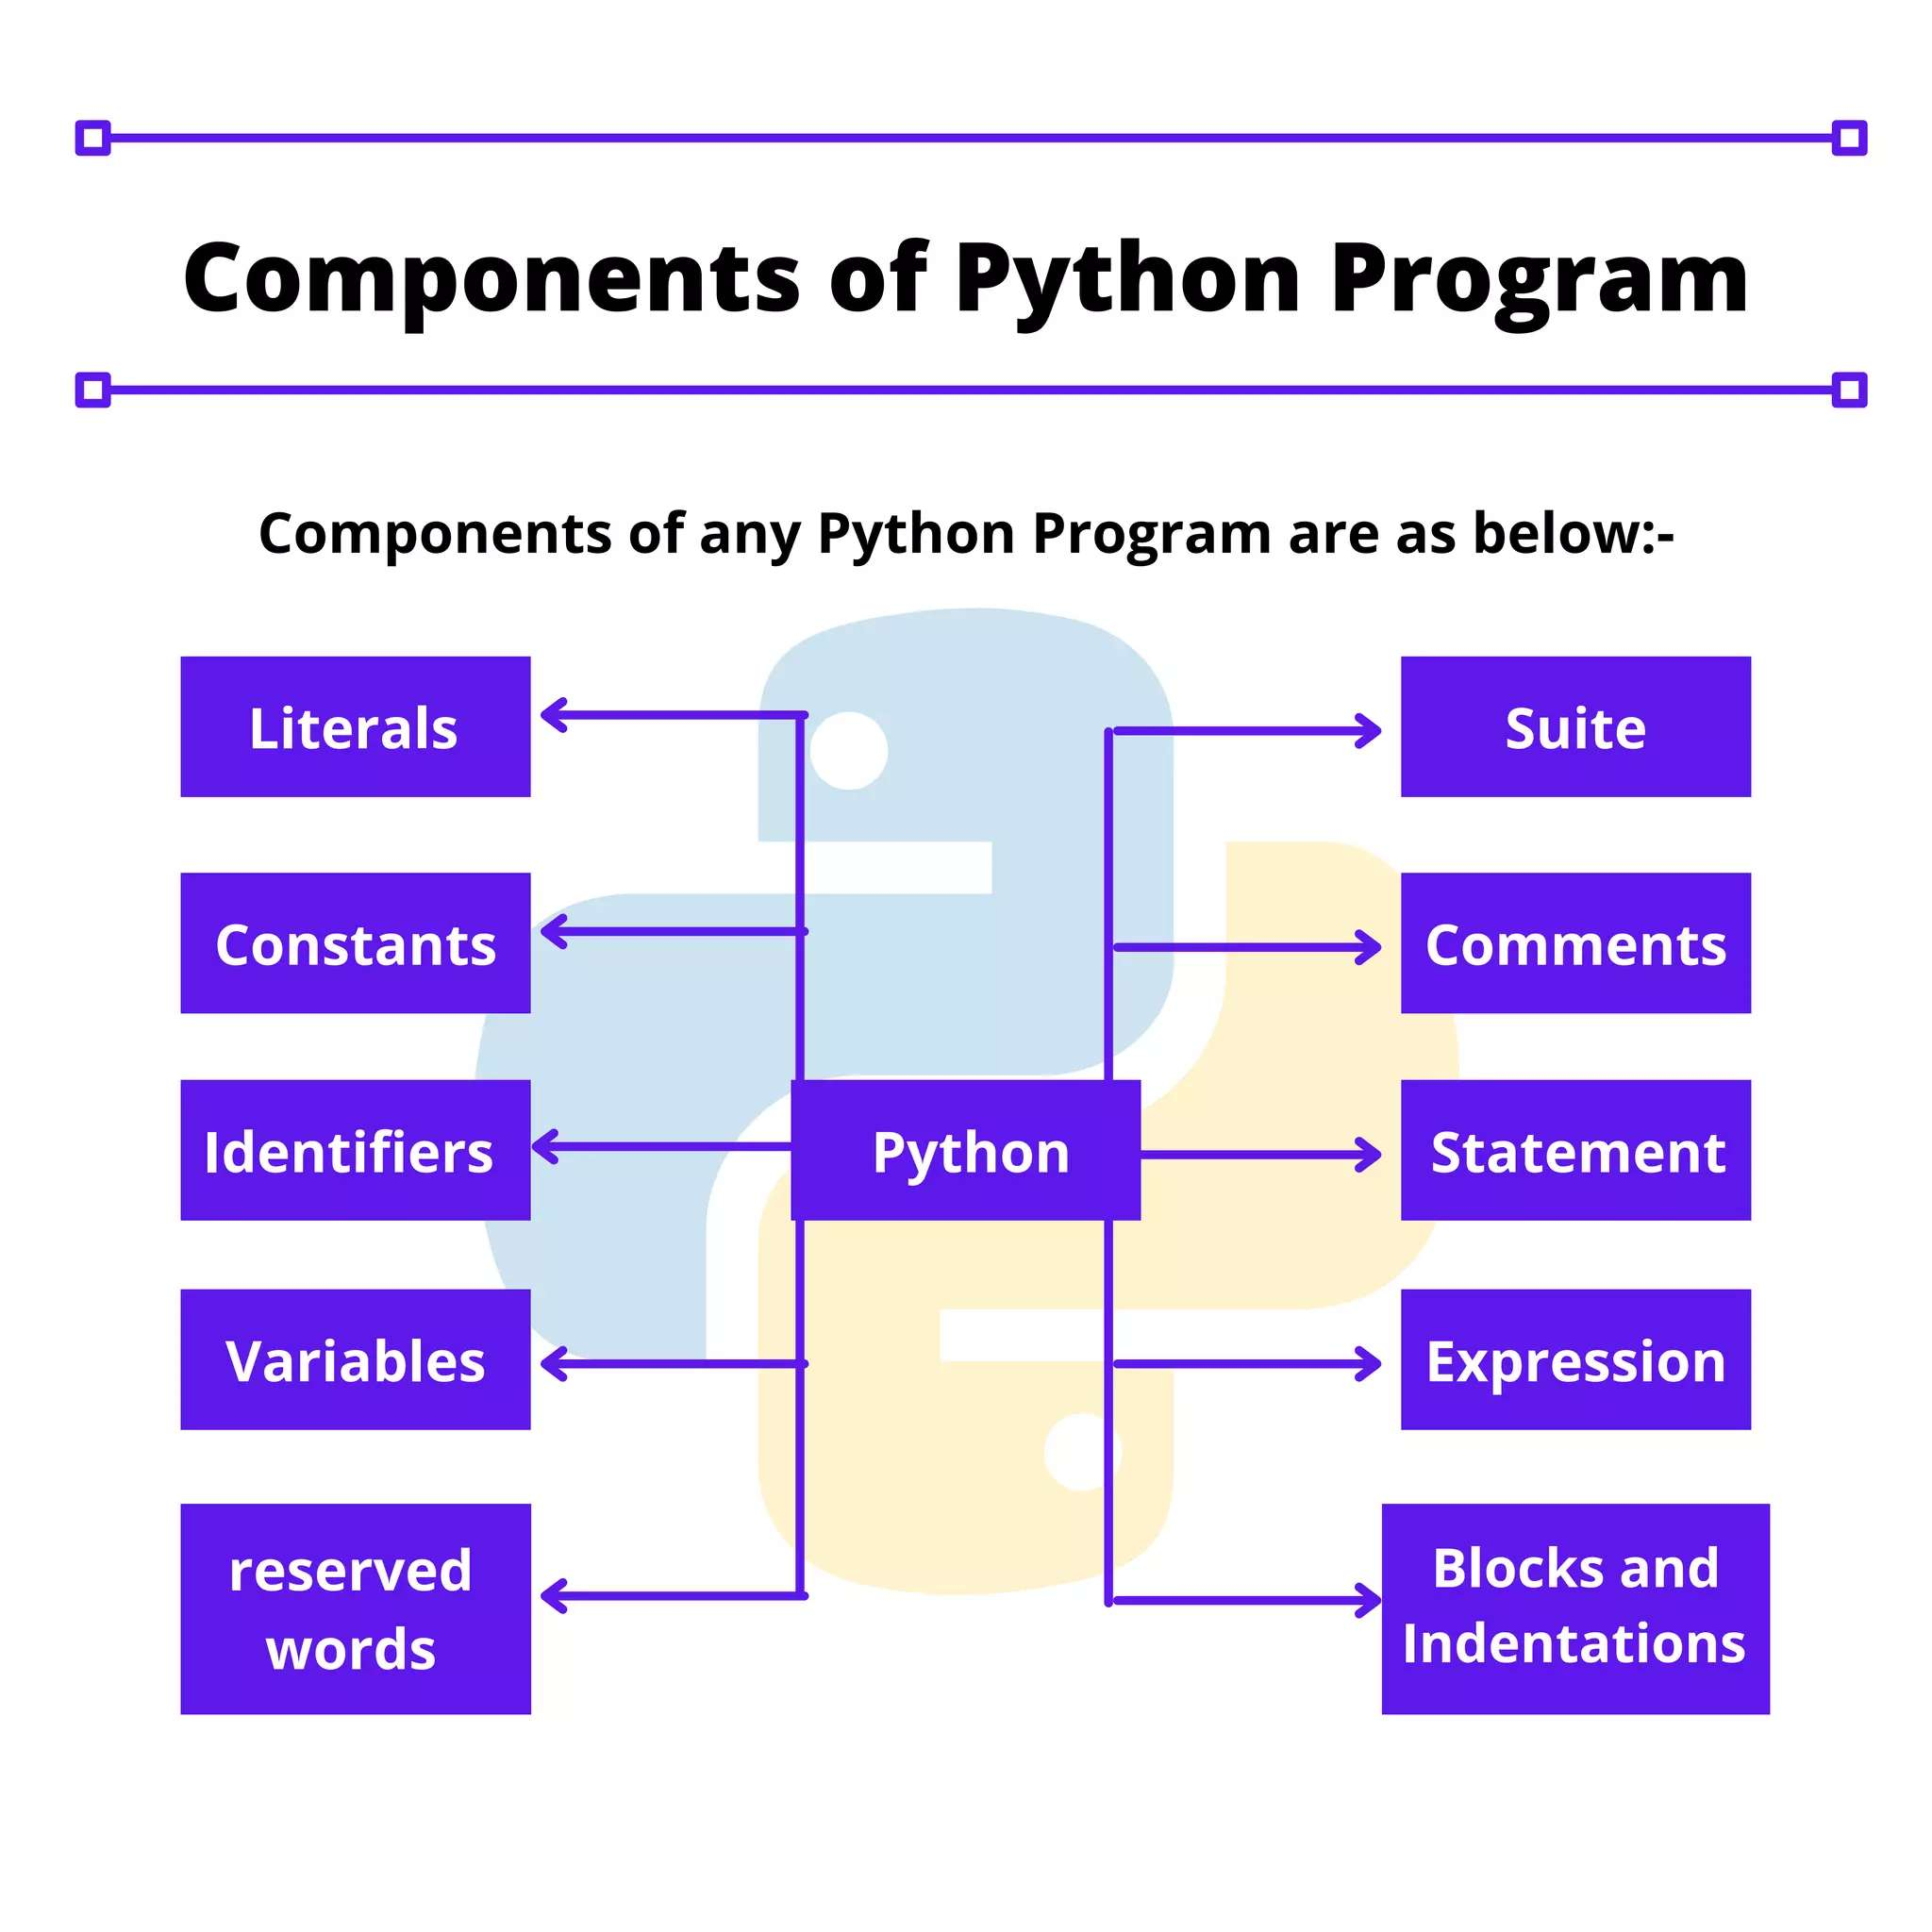 Components of Python Program
Components of any Python Program are as below:-
Literals
Suite
Constants
Comments
Identifiers
Python
Statement
Variables
Expression
reserved
words
Blocks and
Indentations